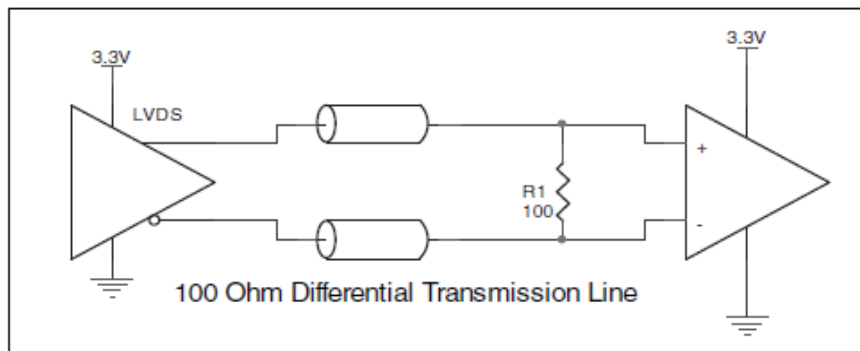 3.3V
3.3V
LVDS
+
R1
100
-
100 Ohm Differential Transmission Line